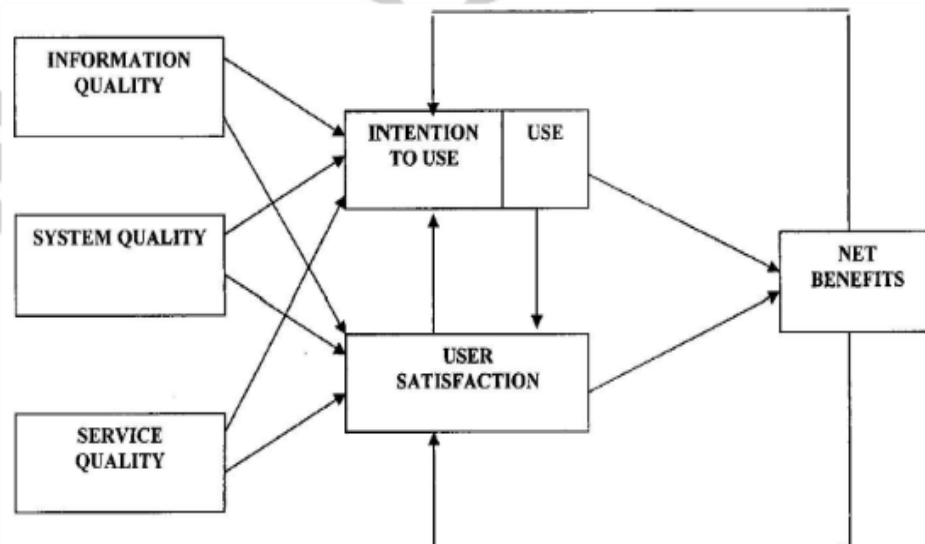 INFORMATION
QUALITY
INTENTION
TO USE
USE
SYSTEM QUALITY
NET
BENEFITS
USER
SATISFACTION
SERVICE
QUALITY